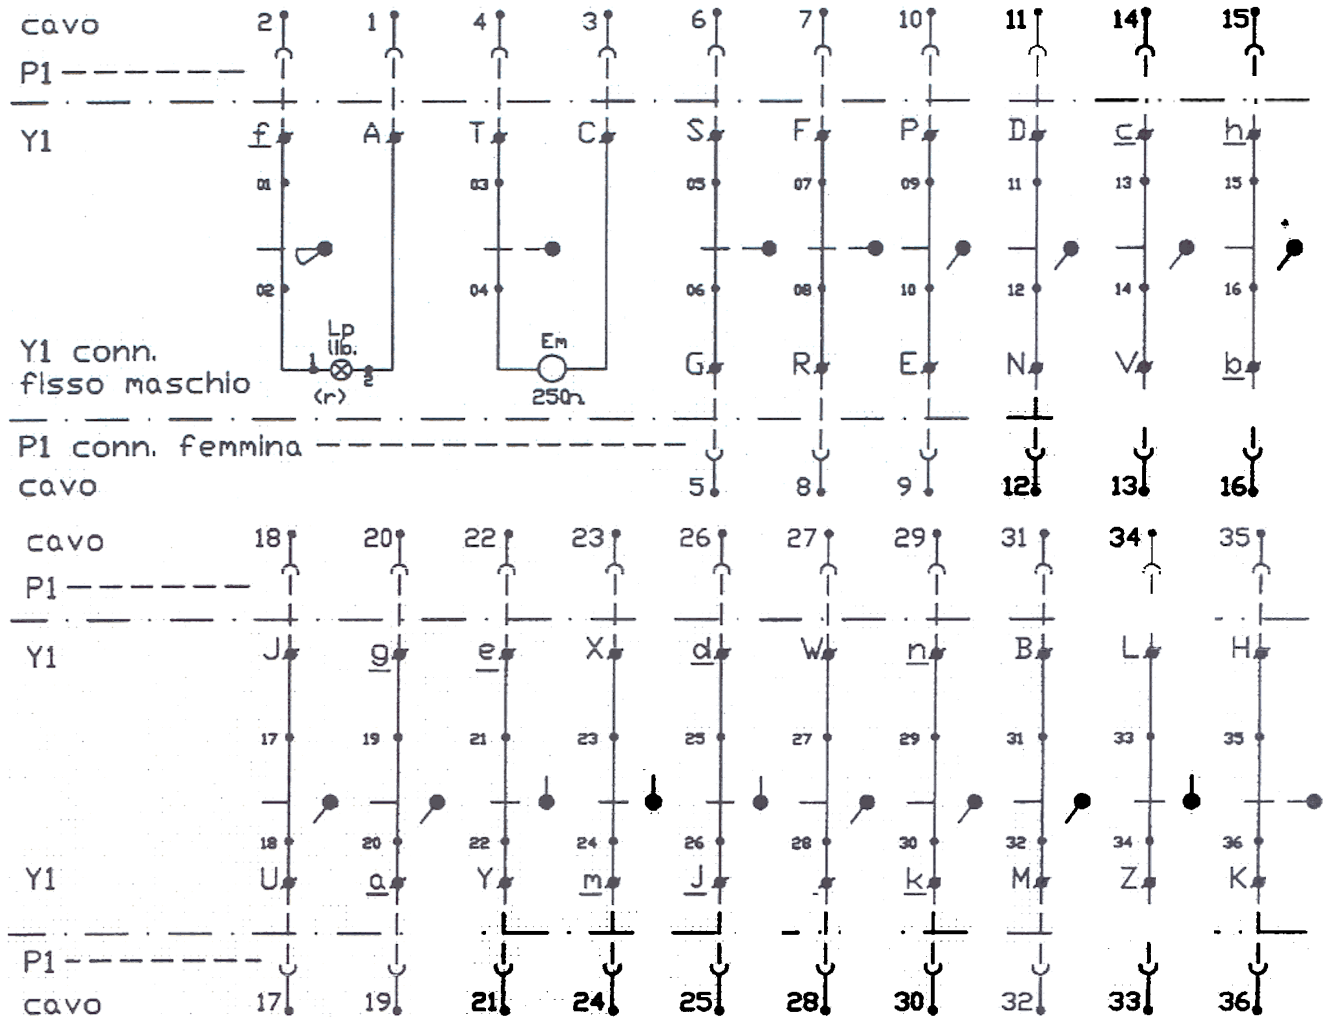 cavo 2 1 4 3 6 7 10 11 14 15
P1
Y1 f A T C S F P D c h
01 03 05 07 09 11 13 15
02 04 06 08 10 12 14 16
Lp
1 2
(r)
Em
250n
Y1 conn.
fisso maschio
G R E N V b
P1 conn. femmina
cavo 5 8 9 12 13 16
cavo 18 20 22 23 26 27 29 31 34 35
P1
Y1 J g e X d W n B L H
17 19 21 23 25 27 29 31 33 35
18 20 22 24 26 28 30 32 34 36
Y1 U a Y m J k M Z K
P1
cavo 17 19 21 24 25 28 30 32 33 36